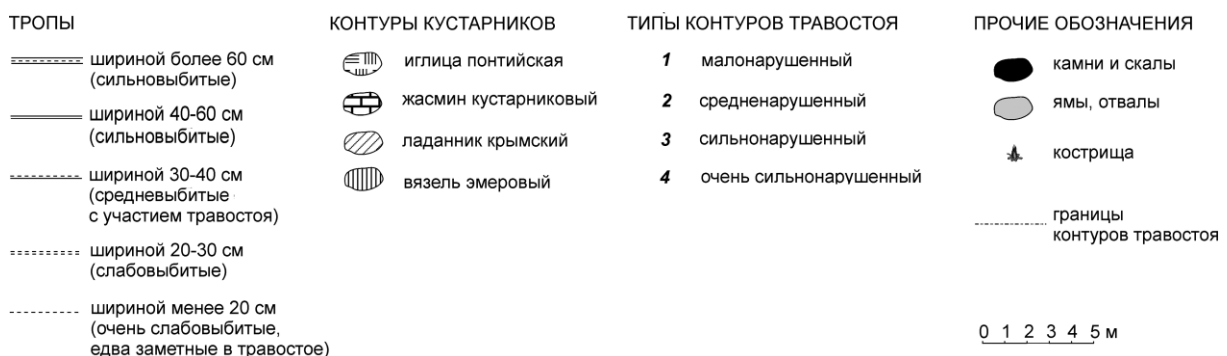 ТРОПЫ
шириной более 60 см
(сильновыбитые)
шириной 40-60 см
(сильновыбитые)
шириной 30-40 см
(средневыбитые
с участием травостоя)
шириной 20-30 см
(слабовыбитые)
шириной менее 20 см
(очень слабовыбитые,
едва заметные в травостое)
КОНТУРЫ КУСТАРНИКОВ
иглица понтийская
жасмин кустарниковый
ладанник крымский
вязель эмеровый
ТИПЫ КОНТУРОВ ТРАВОСТОЯ
1 малонарушенный
2 средненарушенный
3 сильнонарушенный
4 очень сильнонарушенный
ПРОЧИЕ ОБОЗНАЧЕНИЯ
камни и скалы
ямы, отвалы
кострища
границы
контуров травостоя
0 1 2 3 4 5 м